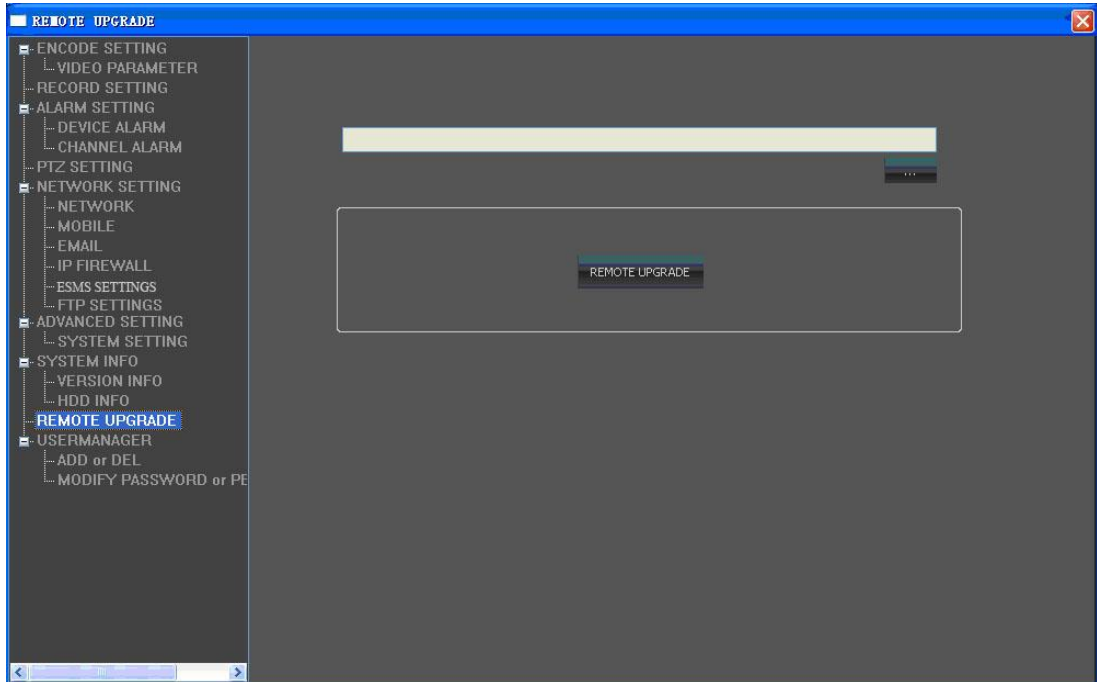 REMOTE UPGRADE
ENCODE SETTING
VIDEO PARAMETER
RECORD SETTING
ALARM SETTING
DEVICE ALARM
CHANNEL ALARM
PTZ SETTING
NETWORK SETTING
NETWORK
MOBILE
EMAIL
IP FIREWALL
ESMS SETTINGS
FTP SETTINGS
ADVANCED SETTING
SYSTEM SETTING
SYSTEM INFO
VERSION INFO
HDD INFO
REMOTE UPGRADE
USERMANAGER
ADD or DEL
MODIFY PASSWORD or PE
...
REMOTE UPGRADE